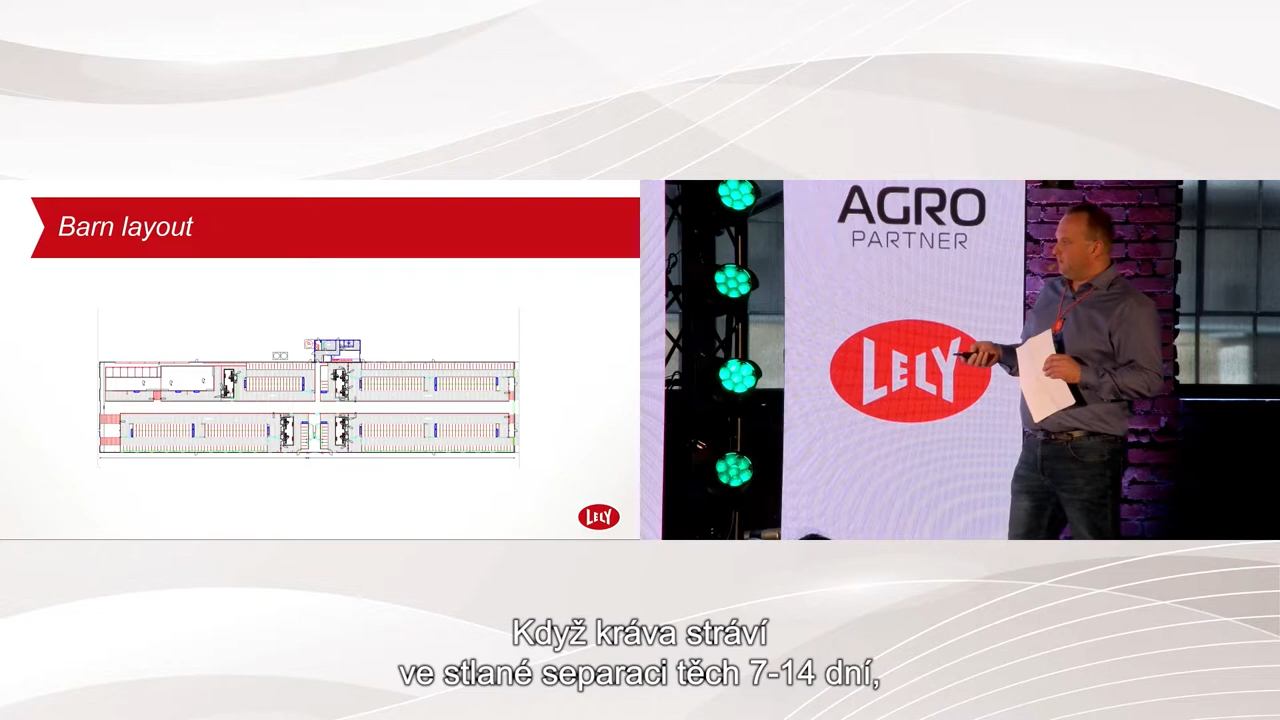 Barn layout
LELY
AGRO
PARTNER
LELY
Když kráva stráví
ve stlané separaci těch 7-14 dní,